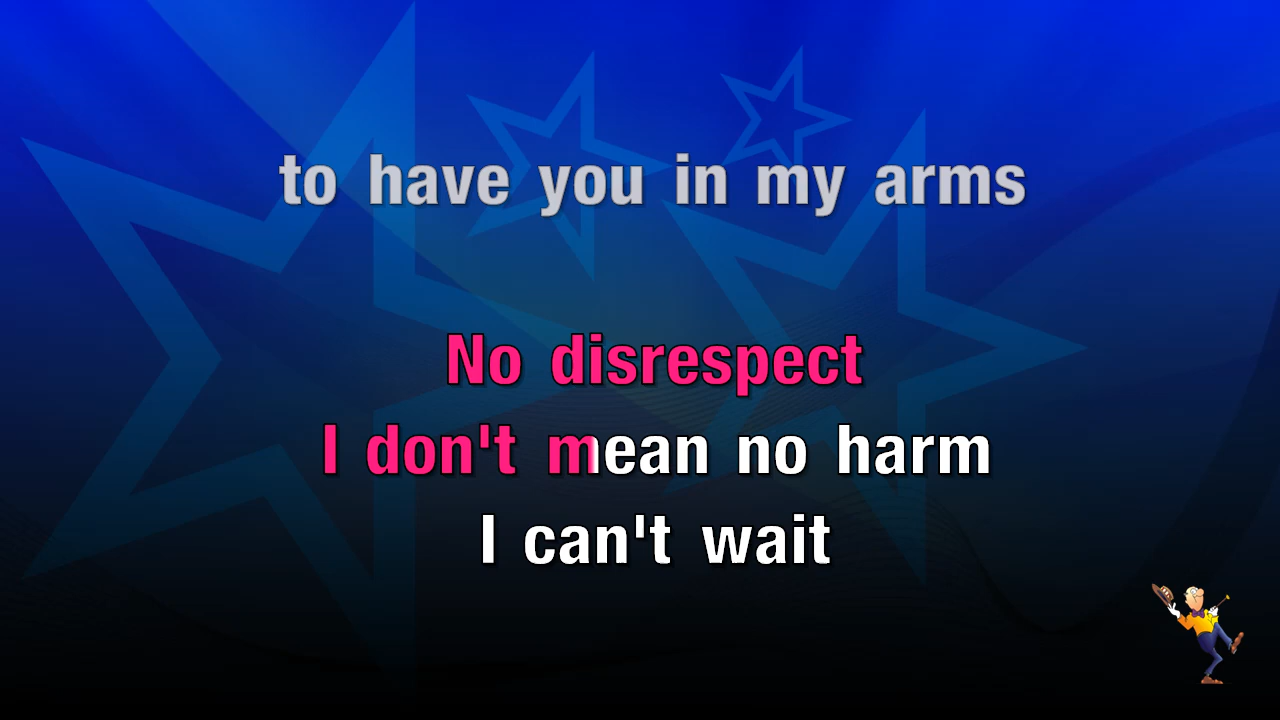 to have you in my arms
No disrespect
I don't mean no harm
I can't wait